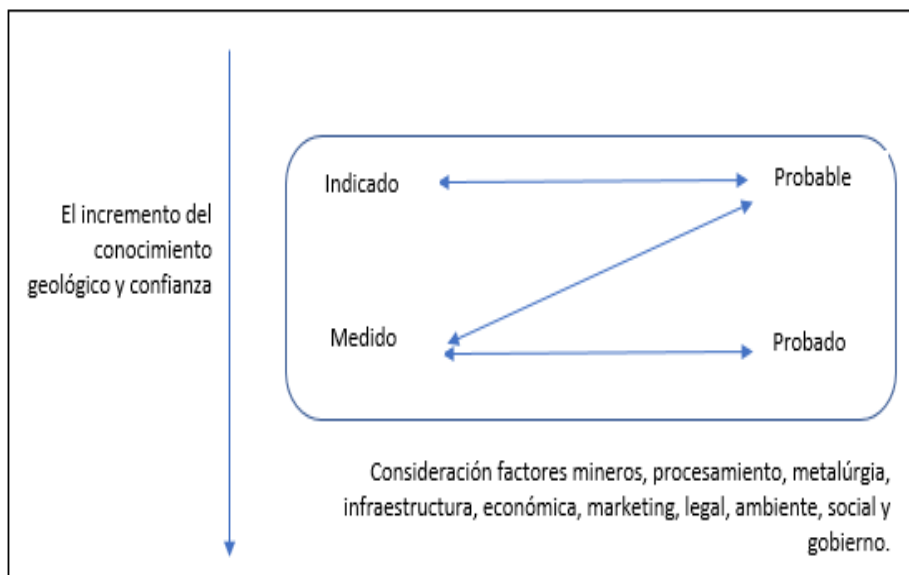 Indicado
Probable
El incremento del
conocimiento
geológico y confianza
Medido
Probado
Consideración factores mineros, procesamiento, metalúrgia,
infraestructura, económica, marketing, legal, ambiente, social y
gobierno.